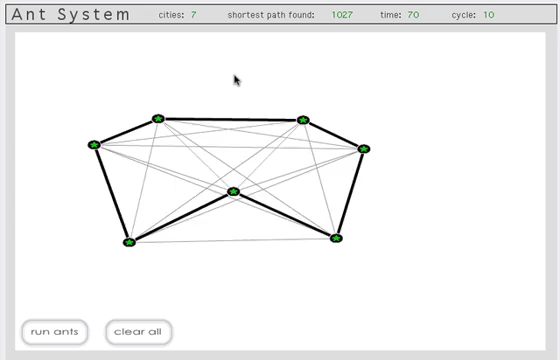 Ant System cities: 7 shortest path found: 1027 time: 70 cycle: 10
run ants clear all